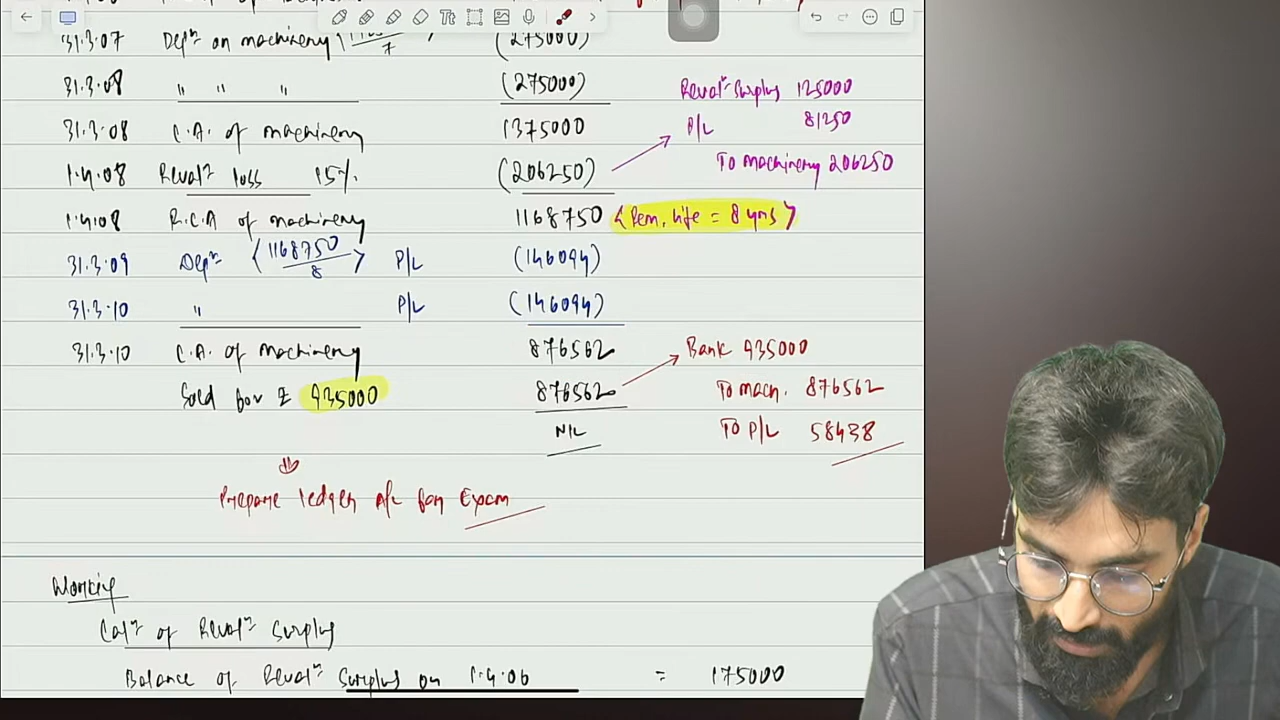 31.3.07 Depⁿ on machinery (275000)
31.3.08 " " " (275000)
Revalⁿ Surplus 125000
31.3.08 C.A. of machinery 1375000
P/L 81250
1.4.08 Revalⁿ loss 15% (206250)
To machinery 206250
1.4.08 R.C.A of machinery 1168750 < Rem. life = 8 yrs >
31.3.09 Depⁿ < 1168750 / 8 > P/L (146094)
31.3.10 " P/L (146094)
31.3.10 C.A. of machinery 876562
Bank 935000
Sold for ₹ 935000 876562
To mach. 876562
NIL
To P/L 58438
Prepare ledger A/c for Exam
Working
Calⁿ of Revalⁿ Surplus
Balance of Revalⁿ Surplus on 1.4.06 = 175000